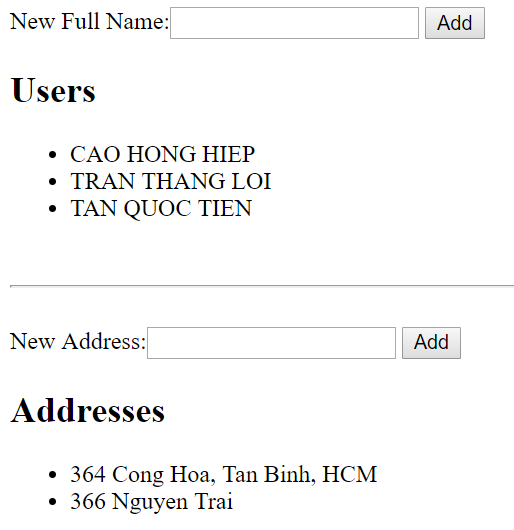 New Full Name: Add
Users
CAO HONG HIEP
TRAN THANG LOI
TAN QUOC TIEN
New Address: Add
Addresses
364 Cong Hoa, Tan Binh, HCM
366 Nguyen Trai